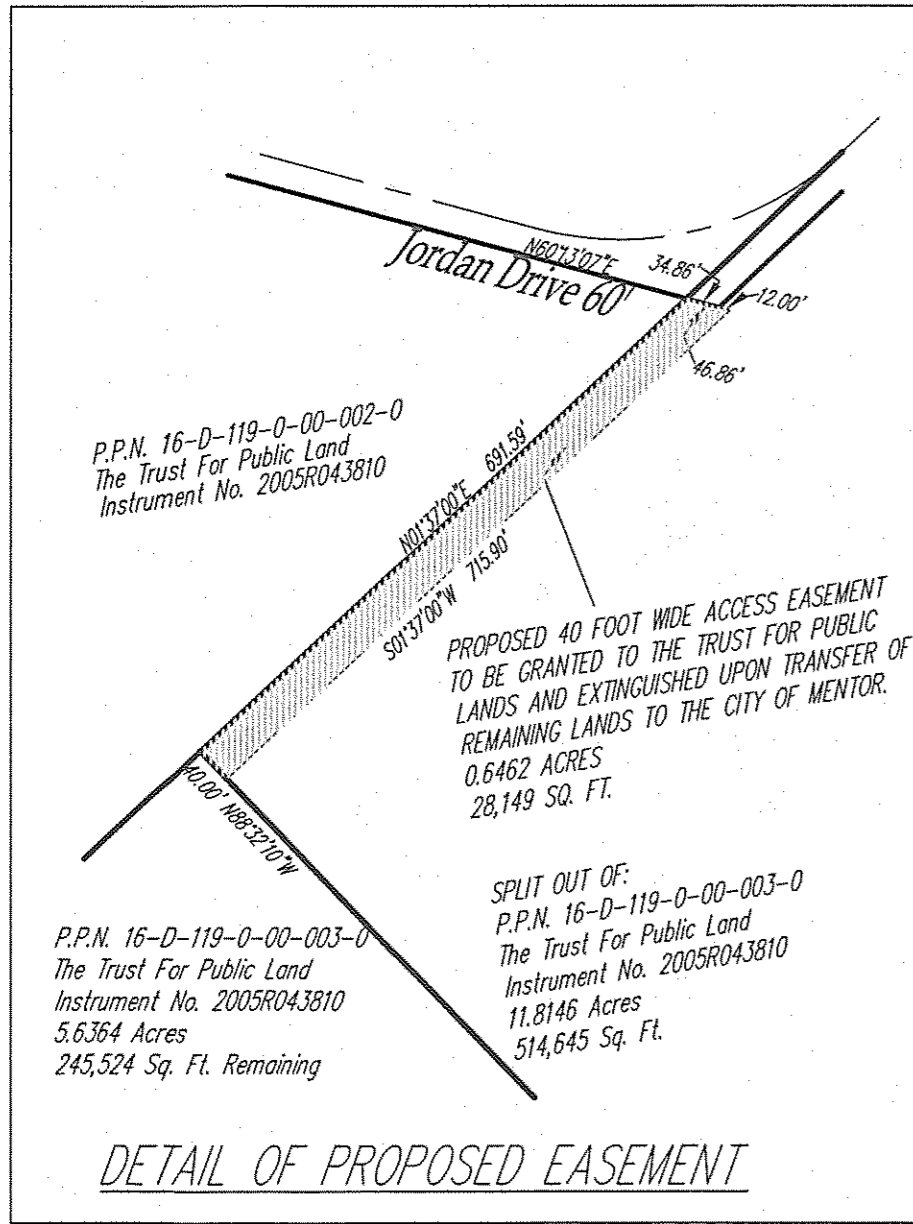 N60°13'07"E
Jordan Drive 60'
34.86'
12.00'
46.86'
P.P.N. 16-D-119-0-00-002-0
The Trust For Public Land
Instrument No. 2005R043810
N01°37'00"E 691.59'
S01°37'00"W 715.90'
PROPOSED 40 FOOT WIDE ACCESS EASEMENT
TO BE GRANTED TO THE TRUST FOR PUBLIC
LANDS AND EXTINGUISHED UPON TRANSFER OF
REMAINING LANDS TO THE CITY OF MENTOR.
0.6462 ACRES
28,149 SQ. FT.
40.00' N88°32'10"W
SPLIT OUT OF:
P.P.N. 16-D-119-0-00-003-0
The Trust For Public Land
Instrument No. 2005R043810
11.8146 Acres
514,645 Sq. Ft.
P.P.N. 16-D-119-0-00-003-0
The Trust For Public Land
Instrument No. 2005R043810
5.6364 Acres
245,524 Sq. Ft. Remaining
DETAIL OF PROPOSED EASEMENT